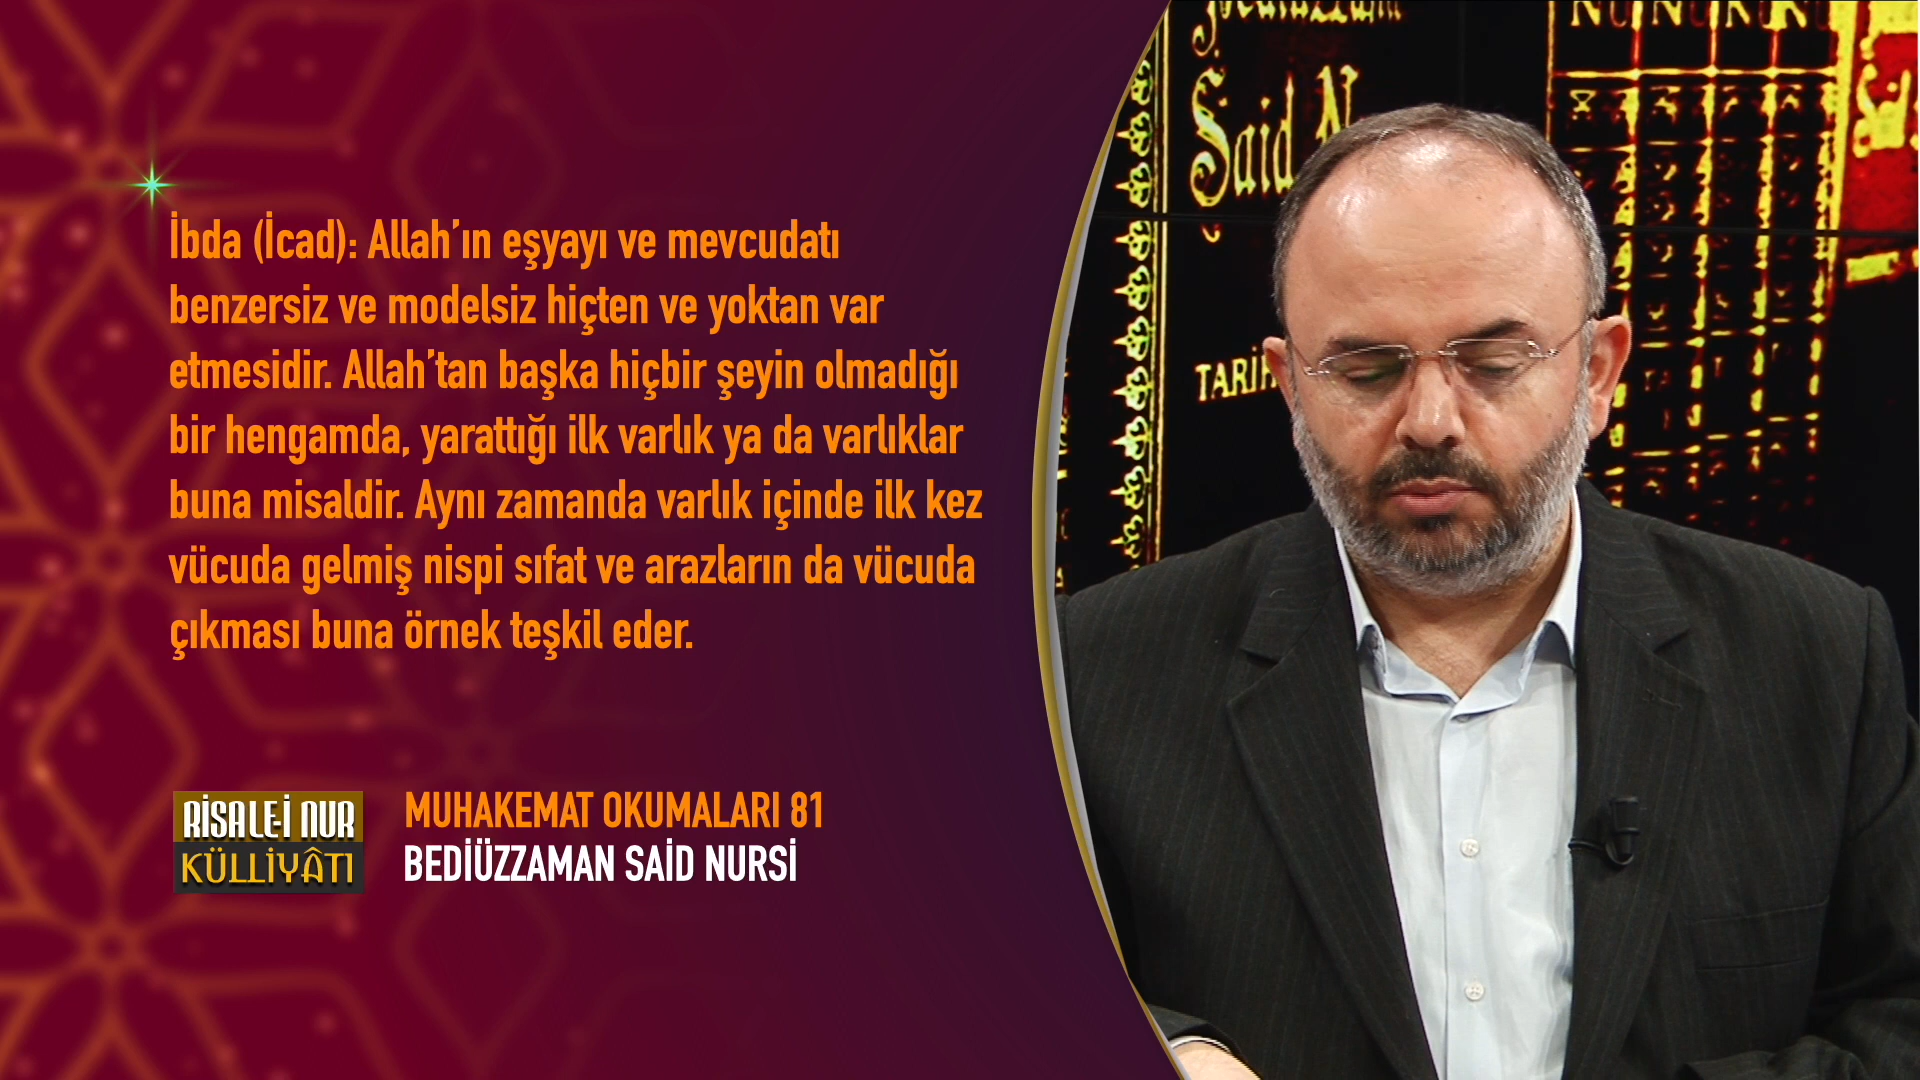 İbda (İcad): Allah’ın eşyayı ve mevcudatı
benzersiz ve modelsiz hiçten ve yoktan var
etmesidir. Allah’tan başka hiçbir şeyin olmadığı
bir hengamda, yarattığı ilk varlık ya da varlıklar
buna misaldir. Aynı zamanda varlık içinde ilk kez
vücuda gelmiş nispi sıfat ve arazların da vücuda
çıkması buna örnek teşkil eder.
RİSALE-İ NUR
KÜLLİYÂTI
MUHAKEMAT OKUMALARI 81
BEDİÜZZAMAN SAİD NURSİ
Said